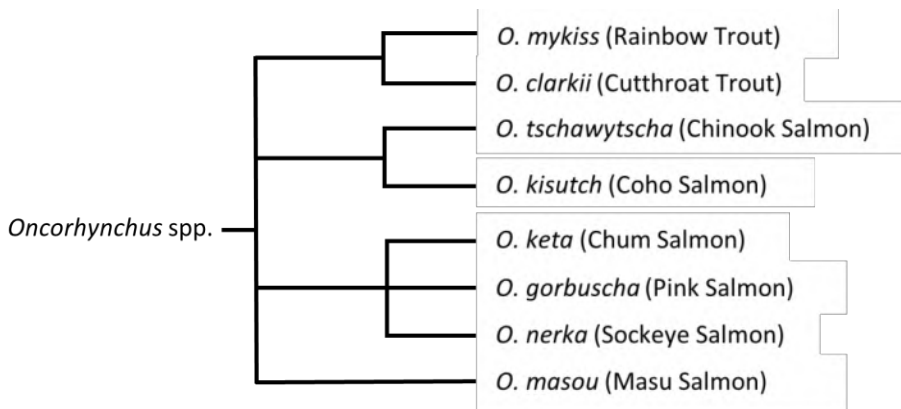 O. mykiss (Rainbow Trout)
O. clarkii (Cutthroat Trout)
O. tschawytscha (Chinook Salmon)
O. kisutch (Coho Salmon)
Oncorhynchus spp.
O. keta (Chum Salmon)
O. gorbuscha (Pink Salmon)
O. nerka (Sockeye Salmon)
O. masou (Masu Salmon)